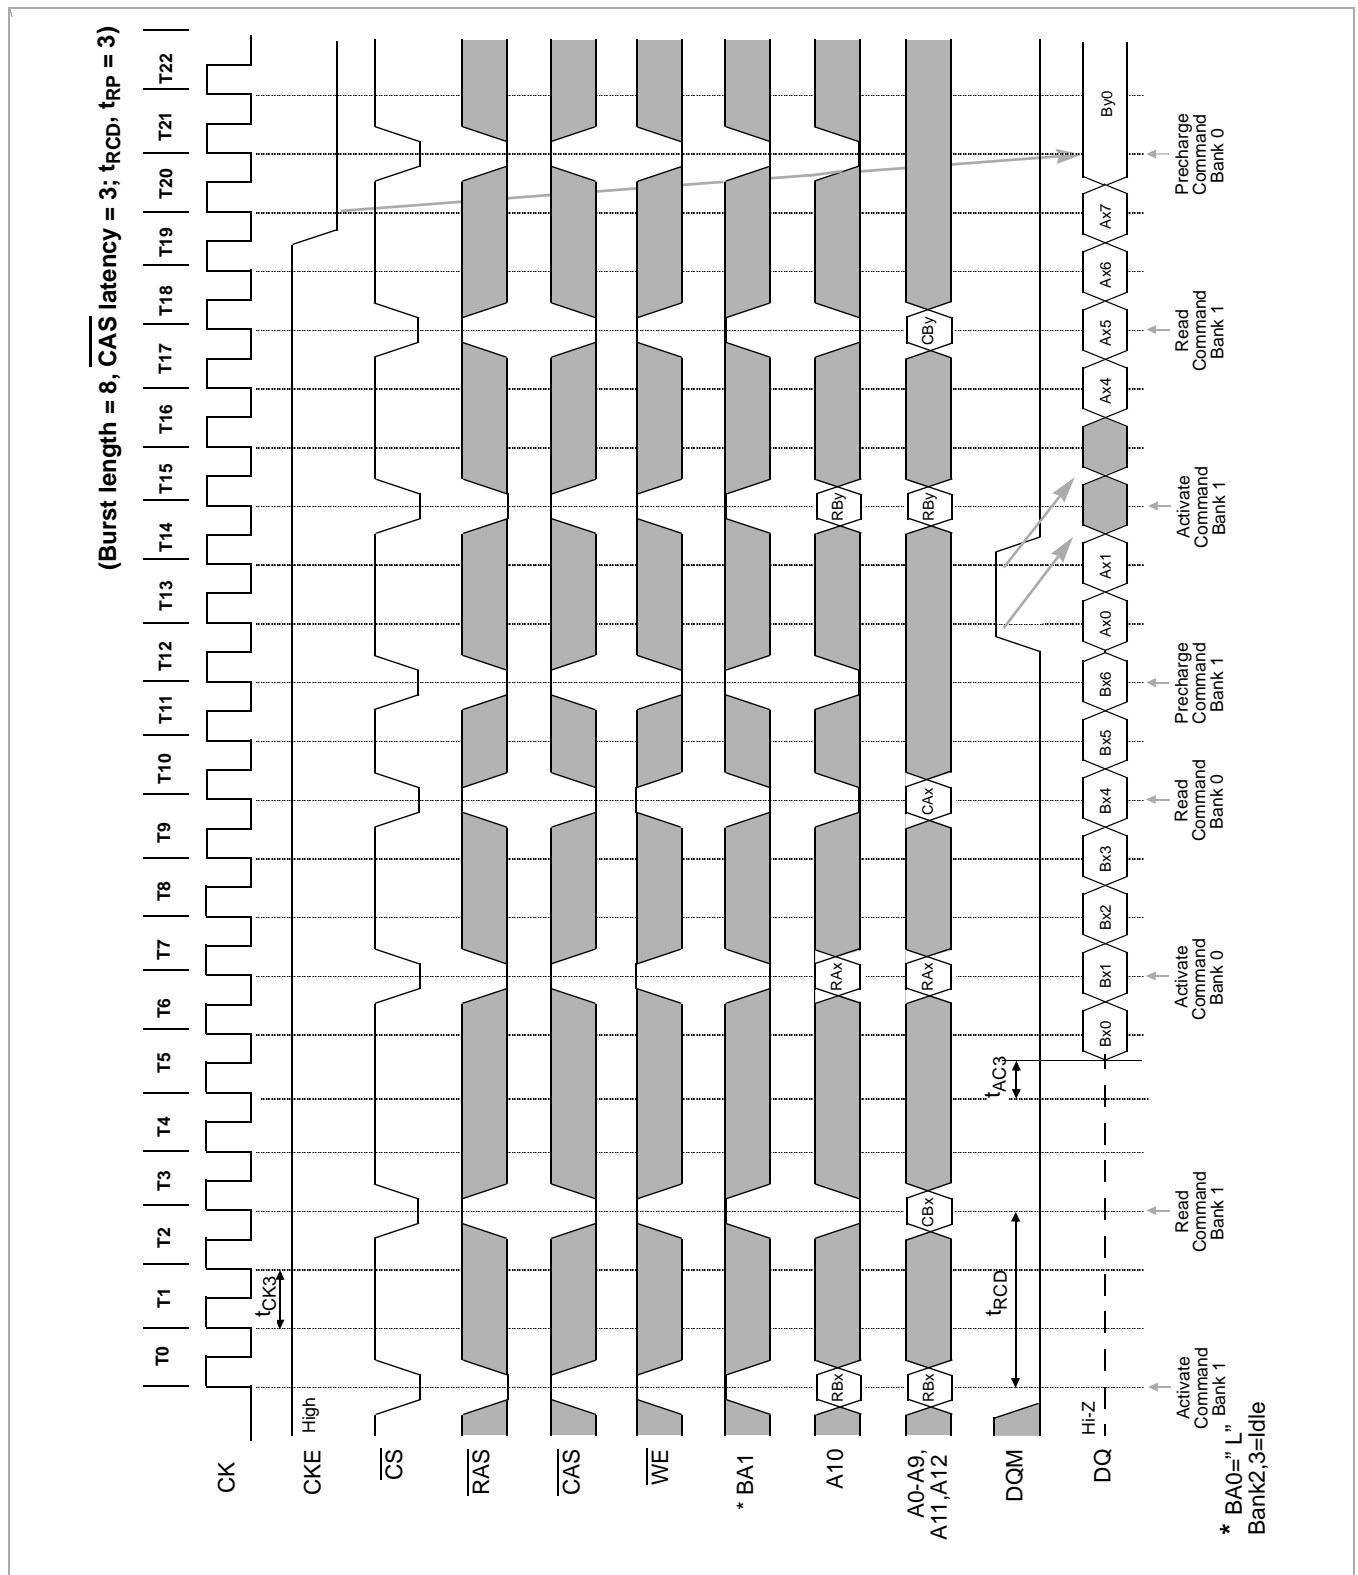 (Burst length = 8, CAS latency = 3; tRCD, tRP = 3)
T0 T1 T2 T3 T4 T5 T6 T7 T8 T9 T10 T11 T12 T13 T14 T15 T16 T17 T18 T19 T20 T21 T22
CK
tCK3
CKE
High
CS
RAS
CAS
WE
* BA1
A10
RBx RAx RBy
A0-A9,
A11,A12
RBx CBx RAx CAx RBy CBy
DQM
tRCD
tAC3
DQ
Hi-Z
Bx0 Bx1 Bx2 Bx3 Bx4 Bx5 Bx6 Ax0 Ax1 Ax4 Ax5 Ax6 Ax7 By0
Activate
Command
Bank 1
Read
Command
Bank 1
Activate
Command
Bank 0
Read
Command
Bank 0
Precharge
Command
Bank 1
Activate
Command
Bank 1
Read
Command
Bank 1
Precharge
Command
Bank 0
* BA0=” L”
Bank2,3=Idle